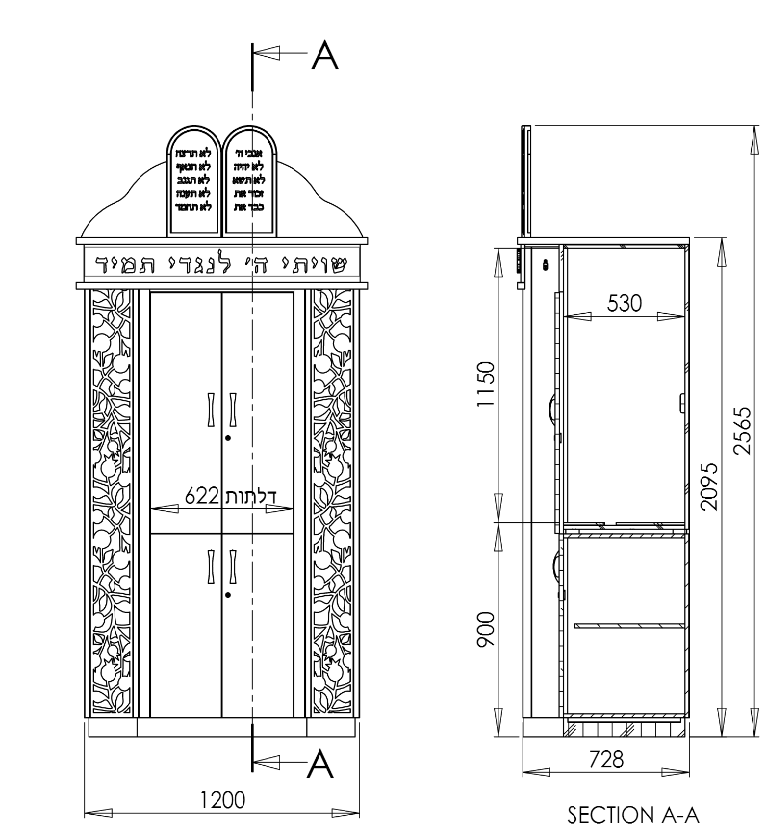 A
אנכי ה'
לא יהיה
לא תשא
זכור את
כבד את
לא תרצח
לא תנאף
לא תגנב
לא תענה
לא תחמד
שויתי ה' לנגדי תמיד
דלתות 622
A
1200
530
1150
900
2095
2565
728
SECTION A-A